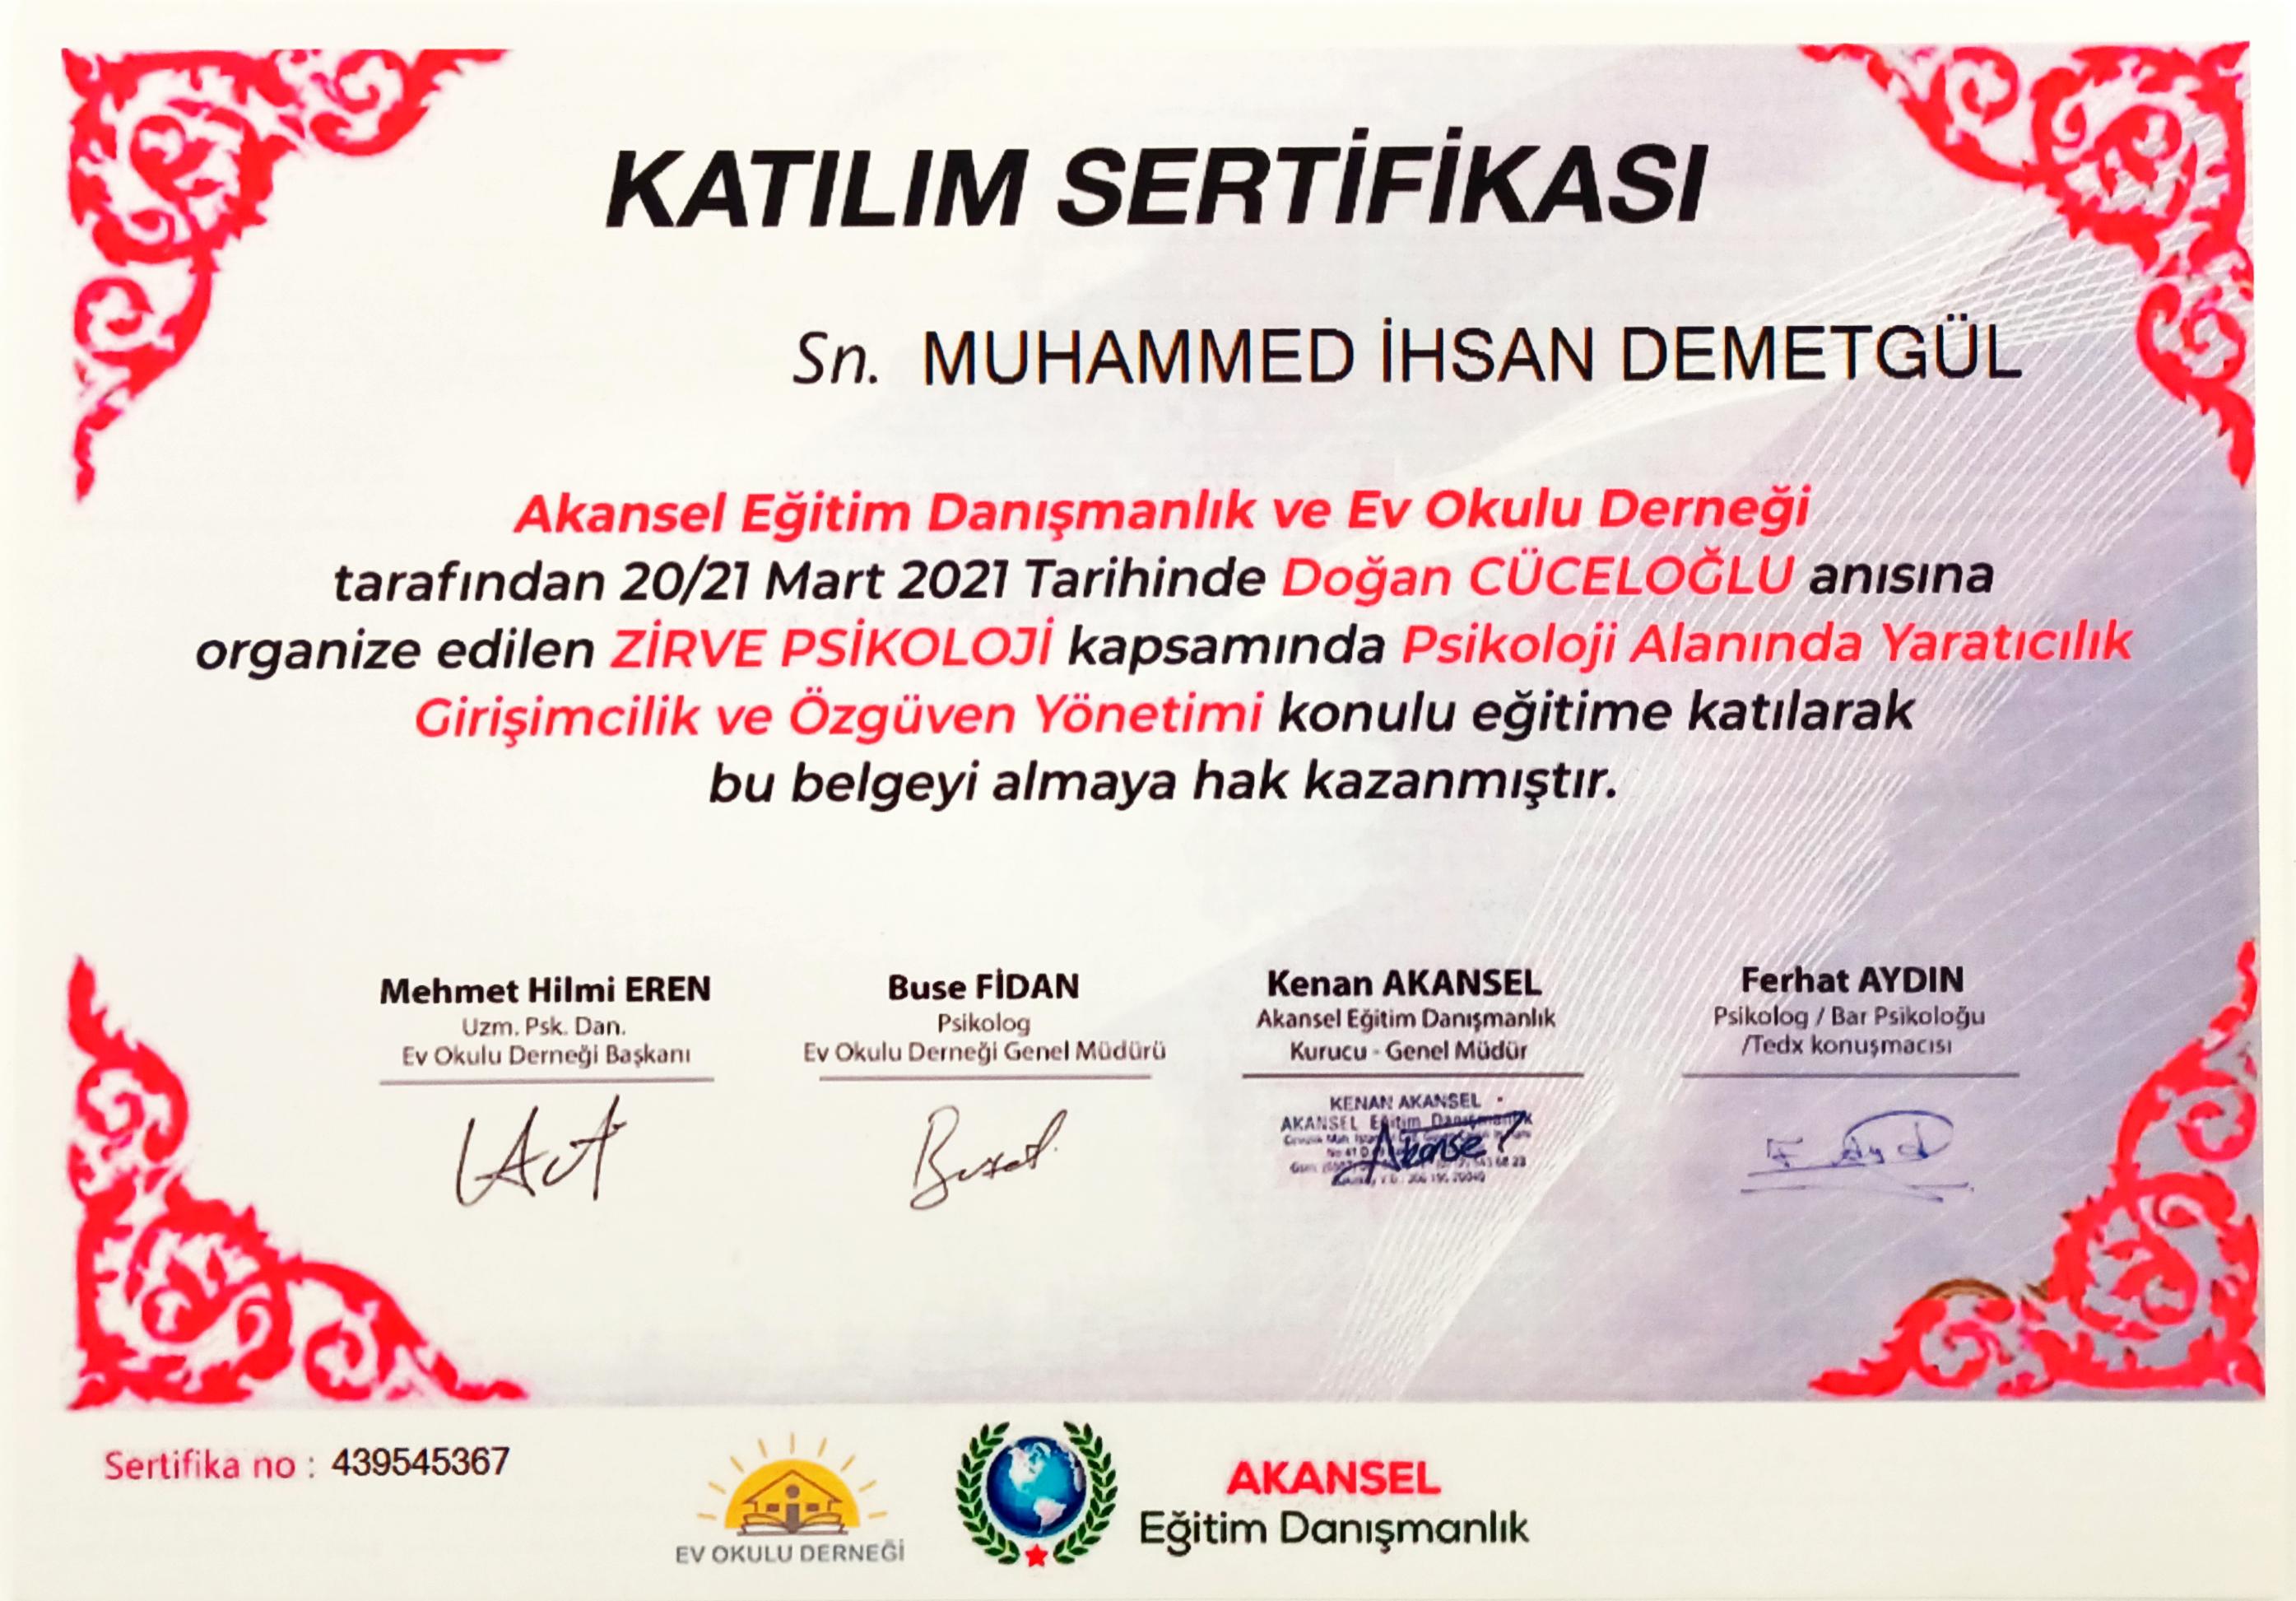 KATILIM SERTİFİKASI
Sn. MUHAMMED İHSAN DEMETGÜL
Akansel Eğitim Danışmanlık ve Ev Okulu Derneği
tarafından 20/21 Mart 2021 Tarihinde Doğan CÜCELOĞLU anısına
organize edilen ZİRVE PSİKOLOJİ kapsamında Psikoloji Alanında Yaratıcılık
Girişimcilik ve Özgüven Yönetimi konulu eğitime katılarak
bu belgeyi almaya hak kazanmıştır.
Mehmet Hilmi EREN
Uzm. Psk. Dan.
Ev Okulu Derneği Başkanı
Buse FİDAN
Psikolog
Ev Okulu Derneği Genel Müdürü
Kenan AKANSEL
Akansel Eğitim Danışmanlık
Kurucu - Genel Müdür
KENAN AKANSEL
AKANSEL Eğitim Danışmanlık
Ferhat AYDIN
Psikolog / Bar Psikoloğu
/Tedx konuşmacısı
Sertifika no : 439545367
EV OKULU DERNEĞİ
AKANSEL
Eğitim Danışmanlık